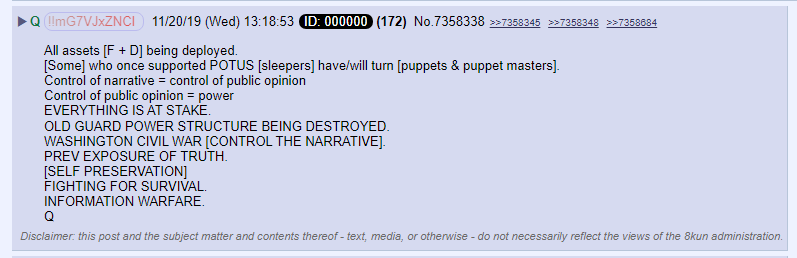 ▶ Q !!mG7VJxZNCI 11/20/19 (Wed) 13:18:53 ID: 000000 (172) No.7358338 >>7358345 >>7358348 >>7358684
All assets [F + D] being deployed.
[Some] who once supported POTUS [sleepers] have/will turn [puppets & puppet masters].
Control of narrative = control of public opinion
Control of public opinion = power
EVERYTHING IS AT STAKE.
OLD GUARD POWER STRUCTURE BEING DESTROYED.
WASHINGTON CIVIL WAR [CONTROL THE NARRATIVE].
PREV EXPOSURE OF TRUTH.
[SELF PRESERVATION]
FIGHTING FOR SURVIVAL.
INFORMATION WARFARE.
Q
Disclaimer: this post and the subject matter and contents thereof - text, media, or otherwise - do not necessarily reflect the views of the 8kun administration.